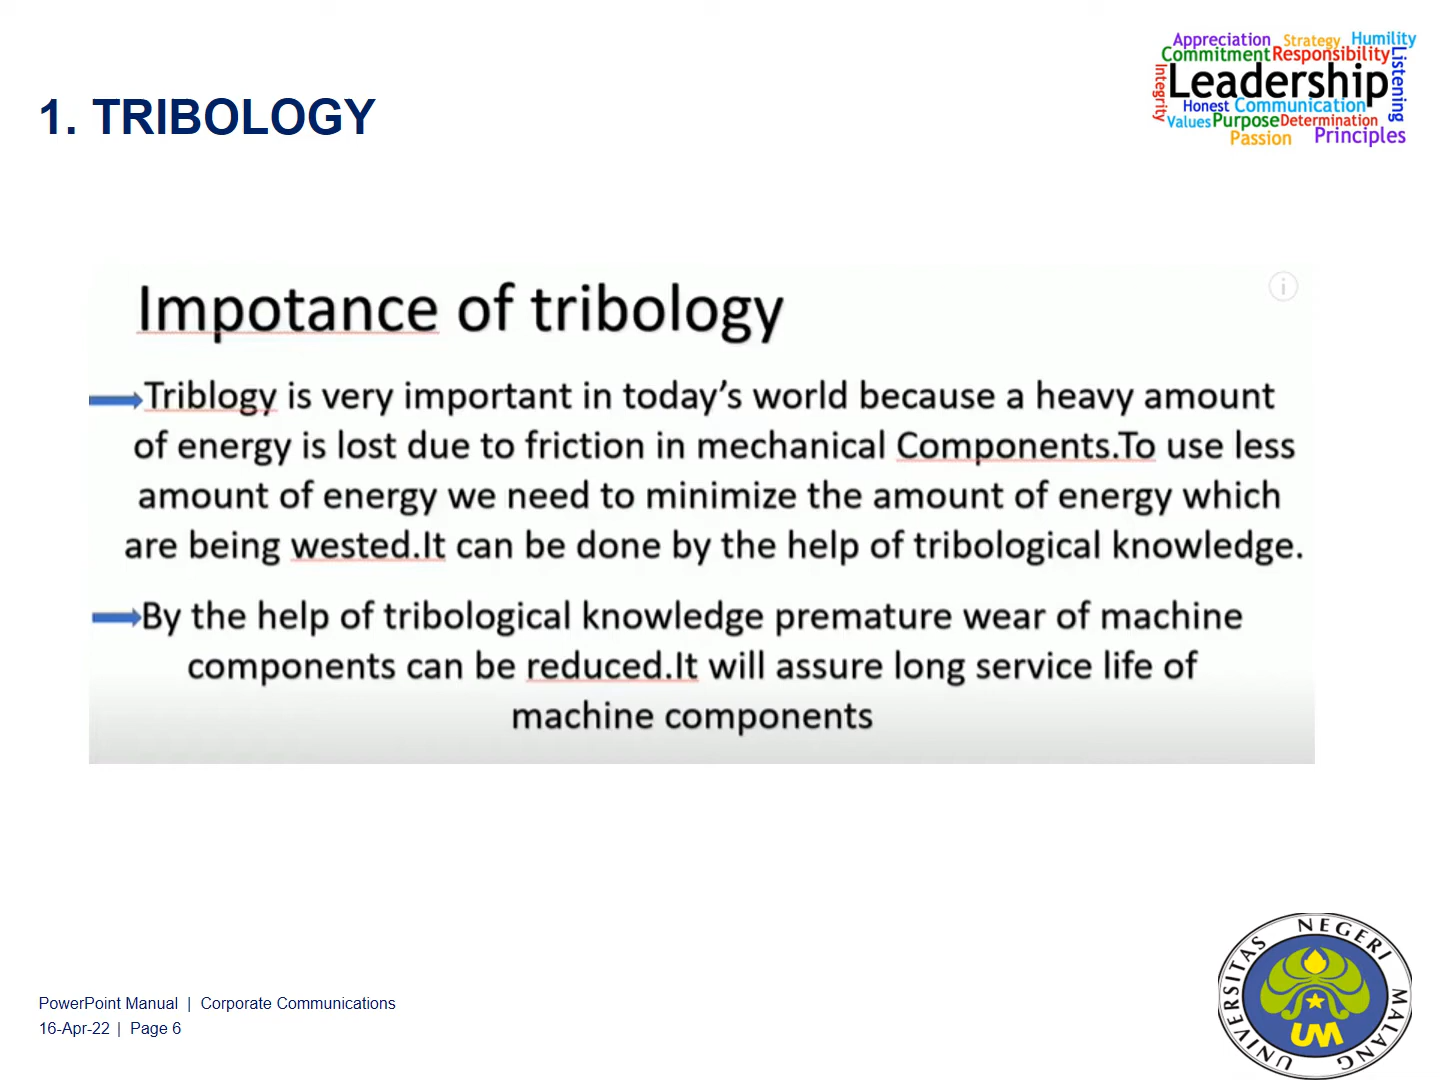 Appreciation Strategy Humility
Commitment Responsibility Listening
Integrity Leadership
Honest Communication
Values Purpose Determination
Passion Principles
1. TRIBOLOGY
Impotance of tribology
Triblogy is very important in today's world because a heavy amount
of energy is lost due to friction in mechanical Components.To use less
amount of energy we need to minimize the amount of energy which
are being wested.It can be done by the help of tribological knowledge.
By the help of tribological knowledge premature wear of machine
components can be reduced.It will assure long service life of
machine components
PowerPoint Manual | Corporate Communications
16-Apr-22 | Page 6
UNIVERSITAS NEGERI MALANG
UM